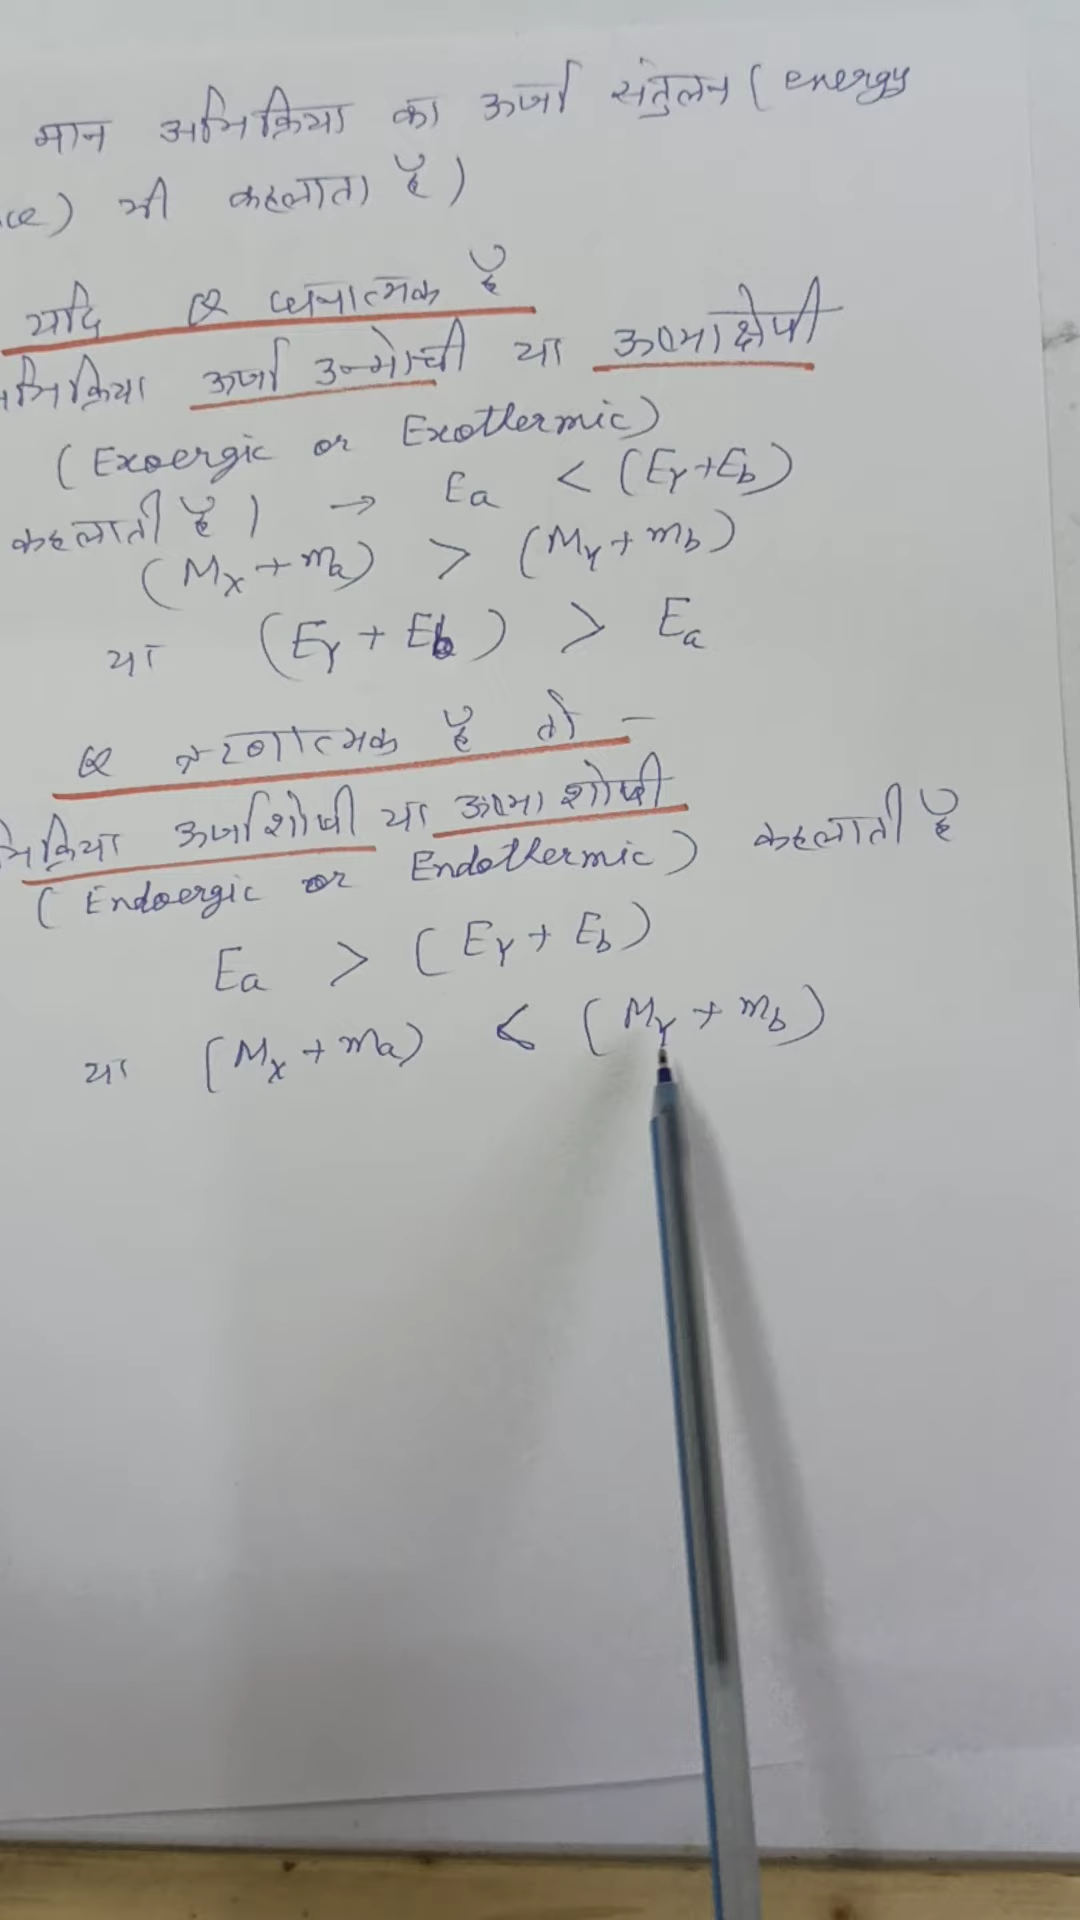 मान अभिक्रिया का ऊर्जा संतुलन (energy
ce) भी कहलाता है)
यदि Q धनात्मक है
भिक्रिया ऊर्जा उन्मोची या ऊष्माक्षेपी
(Exoergic or Exothermic)
कहलाती है। → Ea < (EY+Eb)
(Mx + ma) > (MY + mb)
या (EY + Eb) > Ea
Q ऋणात्मक है तो –
भिक्रिया ऊर्जाशोषी या ऊष्माशोषी
(Endoergic or Endothermic) कहलाती है
Ea > (EY + Eb)
या (Mx + ma) < (MY + mb)